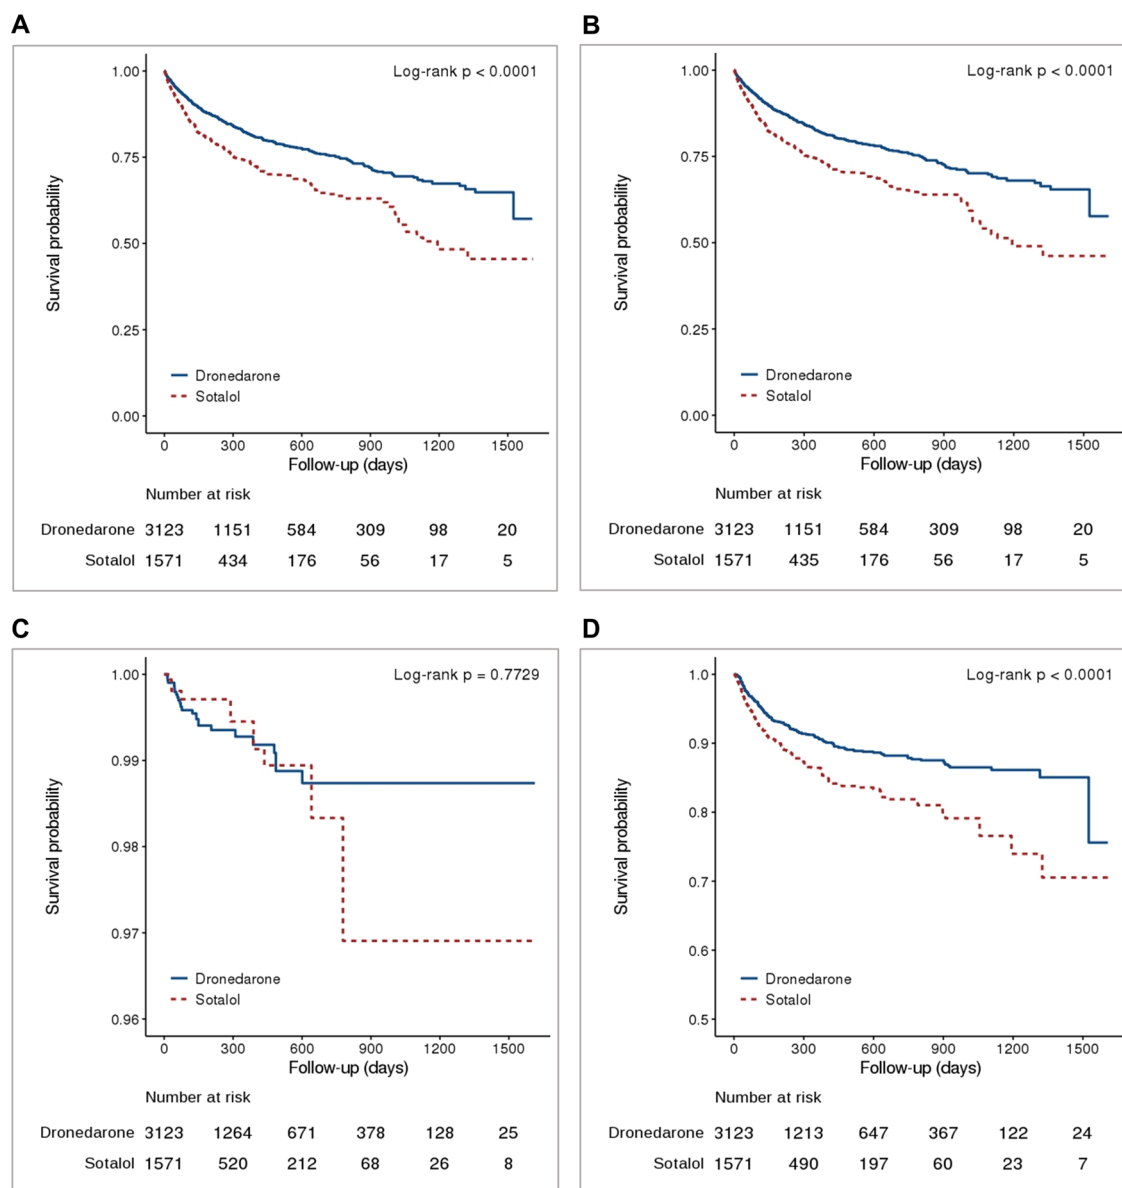 A
Log-rank p < 0.0001
1.00
0.75
0.50
0.25
0.00
Survival probability
Dronedarone
Sotalol
0 300 600 900 1200 1500
Follow-up (days)
Number at risk
Dronedarone 3123 1151 584 309 98 20
Sotalol 1571 434 176 56 17 5
B
Log-rank p < 0.0001
1.00
0.75
0.50
0.25
0.00
Survival probability
Dronedarone
Sotalol
0 300 600 900 1200 1500
Follow-up (days)
Number at risk
Dronedarone 3123 1151 584 309 98 20
Sotalol 1571 435 176 56 17 5
C
Log-rank p = 0.7729
1.00
0.99
0.98
0.97
0.96
Survival probability
Dronedarone
Sotalol
0 300 600 900 1200 1500
Follow-up (days)
Number at risk
Dronedarone 3123 1264 671 378 128 25
Sotalol 1571 520 212 68 26 8
D
Log-rank p < 0.0001
1.0
0.9
0.8
0.7
0.6
0.5
Survival probability
Dronedarone
Sotalol
0 300 600 900 1200 1500
Follow-up (days)
Number at risk
Dronedarone 3123 1213 647 367 122 24
Sotalol 1571 490 197 60 23 7